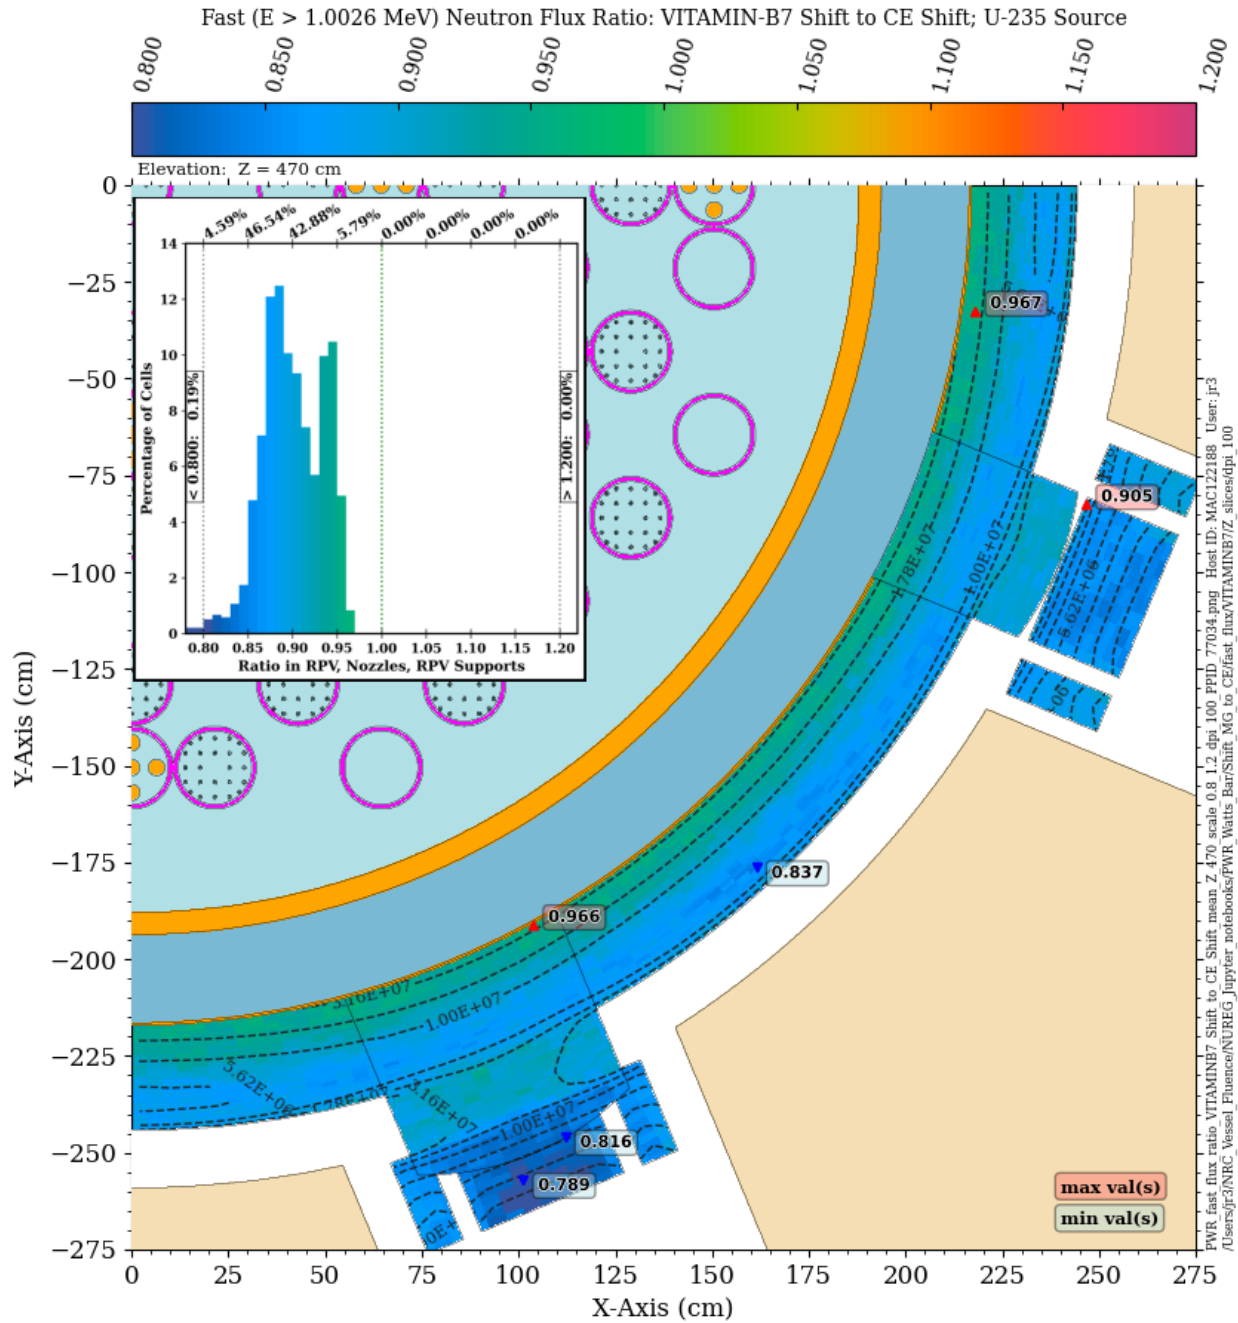 Fast (E > 1.0026 MeV) Neutron Flux Ratio: VITAMIN-B7 Shift to CE Shift; U-235 Source
0.800 0.850 0.900 0.950 1.000 1.050 1.100 1.150 1.200
Elevation: Z = 470 cm
4.59% 46.54% 42.88% 5.79% 0.00% 0.00% 0.00% 0.00%
14
12
10
8
6
4
2
0
Percentage of Cells
< 0.800: 0.19%
> 1.200: 0.00%
0.80 0.85 0.90 0.95 1.00 1.05 1.10 1.15 1.20
Ratio in RPV, Nozzles, RPV Supports
0
−25
−50
−75
−100
−125
−150
−175
−200
−225
−250
−275
Y-Axis (cm)
0.967
0.905
1.78E+07
1.00E+07
5.62E+06
0.837
0.966
3.16E+07
1.00E+07
5.62E+06
1.78E+07
3.16E+07
1.00E+07
0.816
0.789
max val(s)
min val(s)
0 25 50 75 100 125 150 175 200 225 250 275
X-Axis (cm)
PWR_fast_flux_ratio_VITAMINB7_Shift_to_CE_Shift_mean_Z_470_scale_0.8_1.2_dpi_100_PPID_77034.png Host ID: MAC122188 User: jr3
/Users/jr3/NRC_Vessel_Fluence/NUREG_Jupyter_notebooks/PWR_Watts_Bar/Shift_MG_to_CE/fast_flux/VITAMINB7/Z_slices/dpi_100